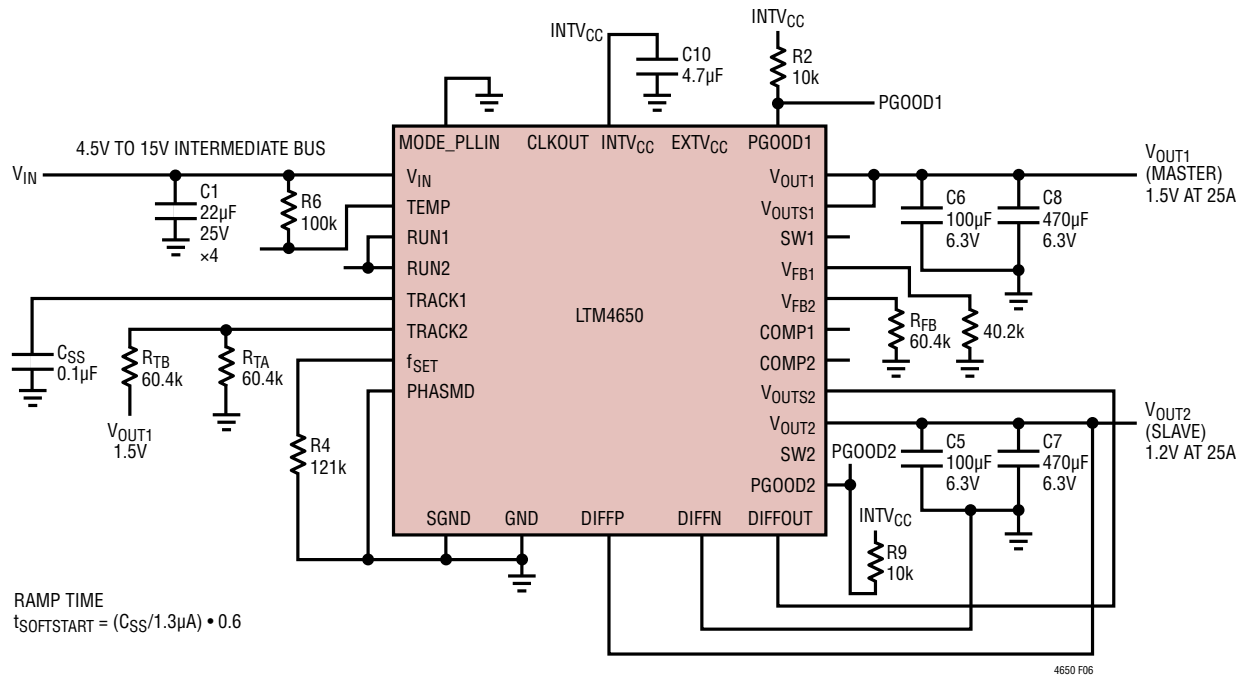 INTVCC
C10
4.7µF
INTVCC
R2
10k
PGOOD1
4.5V TO 15V INTERMEDIATE BUS
VIN
C1
22µF
25V
×4
R6
100k
MODE_PLLIN
CLKOUT
INTVCC
EXTVCC
PGOOD1
VIN
TEMP
RUN1
RUN2
TRACK1
TRACK2
fSET
PHASMD
LTM4650
VOUT1
VOUTS1
SW1
VFB1
VFB2
COMP1
COMP2
VOUTS2
VOUT2
SW2
PGOOD2
SGND
GND
DIFFP
DIFFN
DIFFOUT
C6
100µF
6.3V
C8
470µF
6.3V
VOUT1
(MASTER)
1.5V AT 25A
RFB
60.4k
40.2k
CSS
0.1µF
RTB
60.4k
RTA
60.4k
VOUT1
1.5V
R4
121k
PGOOD2
C5
100µF
6.3V
C7
470µF
6.3V
VOUT2
(SLAVE)
1.2V AT 25A
INTVCC
R9
10k
RAMP TIME
tSOFTSTART = (CSS/1.3µA) • 0.6
4650 F06